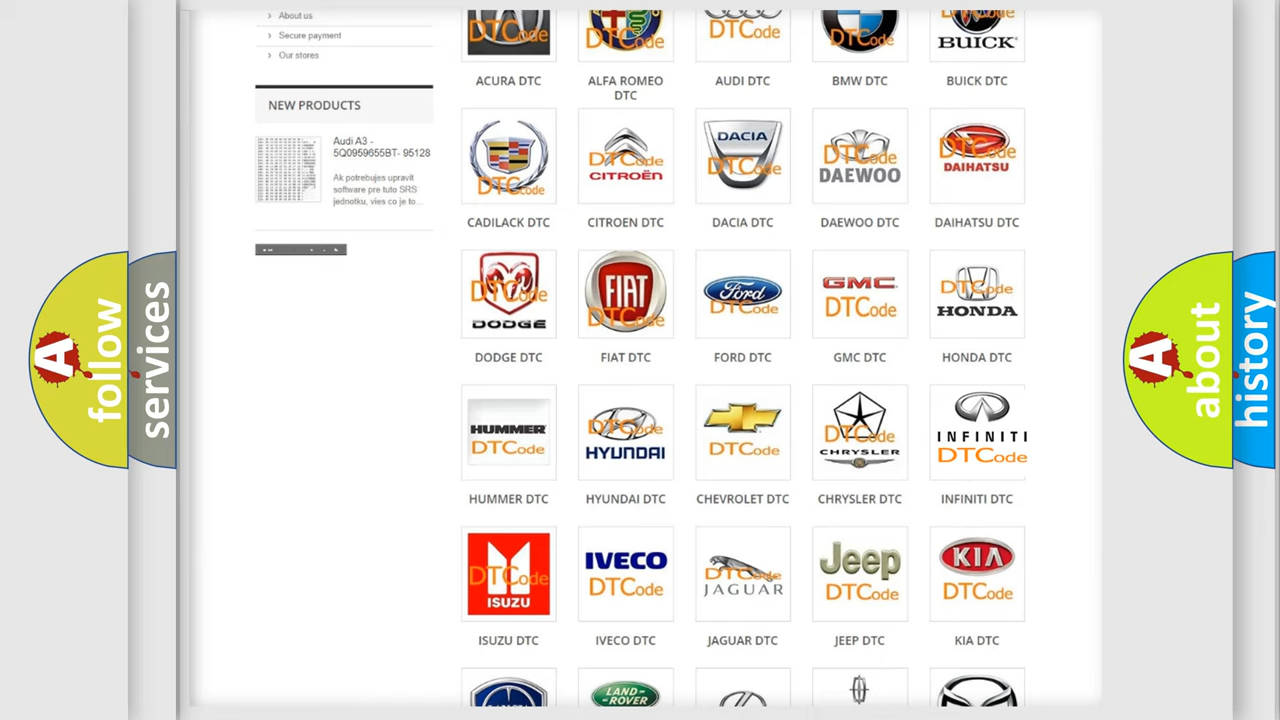 About us
Secure payment
Our stores
NEW PRODUCTS
Audi A3 -
5Q0959655BT- 95128
Ak potrebujes upravit
software pre tuto SRS
jednotku, vies co je to...
DTCode
DTCode
DTCode
DTCode
DTCode
BUICK
ACURA DTC
ALFA ROMEO
DTC
AUDI DTC
BMW DTC
BUICK DTC
DTCode
DTCode
CITROËN
DACIA
DTCode
DTCode
DAEWOO
DTCode
DAIHATSU
CADILACK DTC
CITROEN DTC
DACIA DTC
DAEWOO DTC
DAIHATSU DTC
DTCode
DODGE
FIAT
DTCode
Ford
DTCode
GMC
DTCode
DTCode
HONDA
DODGE DTC
FIAT DTC
FORD DTC
GMC DTC
HONDA DTC
HUMMER
DTCode
DTCode
HYUNDAI
DTCode
DTCode
CHRYSLER
INFINITI
DTCode
HUMMER DTC
HYUNDAI DTC
CHEVROLET DTC
CHRYSLER DTC
INFINITI DTC
DTCode
ISUZU
IVECO
DTCode
DTCode
JAGUAR
Jeep
DTCode
KIA
DTCode
ISUZU DTC
IVECO DTC
JAGUAR DTC
JEEP DTC
KIA DTC
LAND-
ROVER
A
follow
services
A
about
history